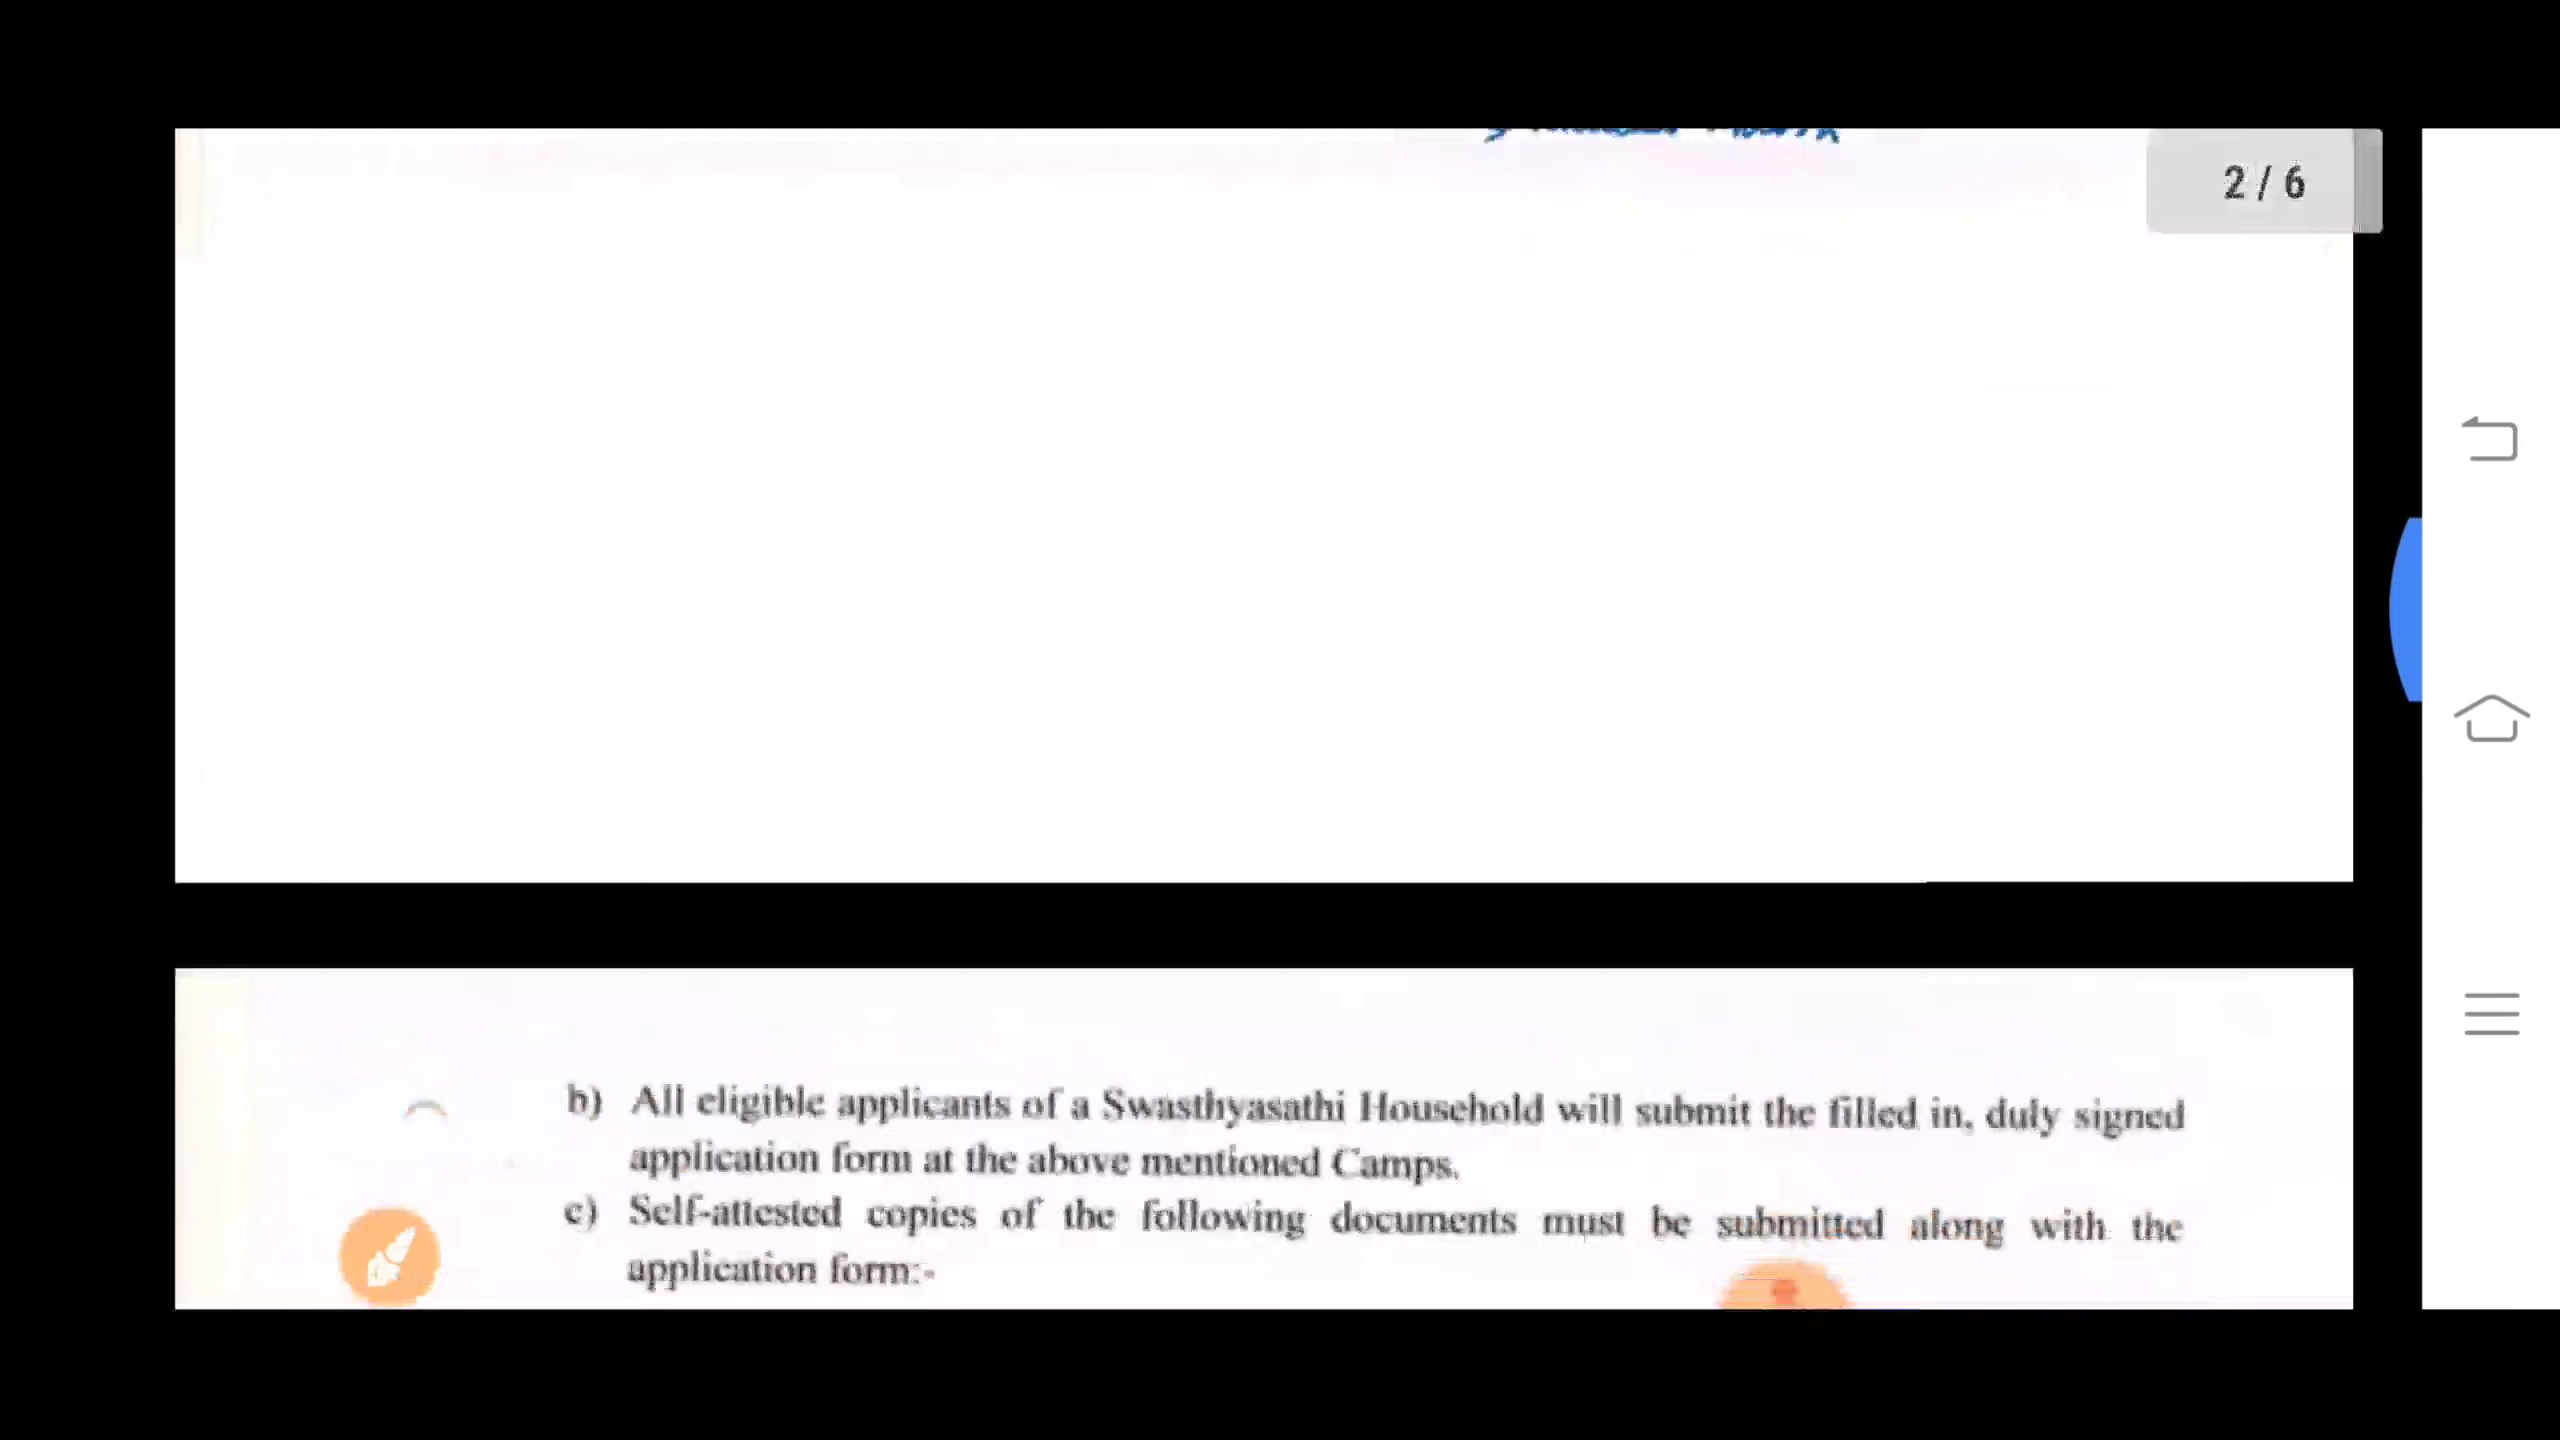 2 / 6
b) All eligible applicants of a Swasthyasathi Household will submit the filled in, duly signed
application form at the above mentioned Camps.
c) Self-attested copies of the following documents must be submitted along with the
application form:-